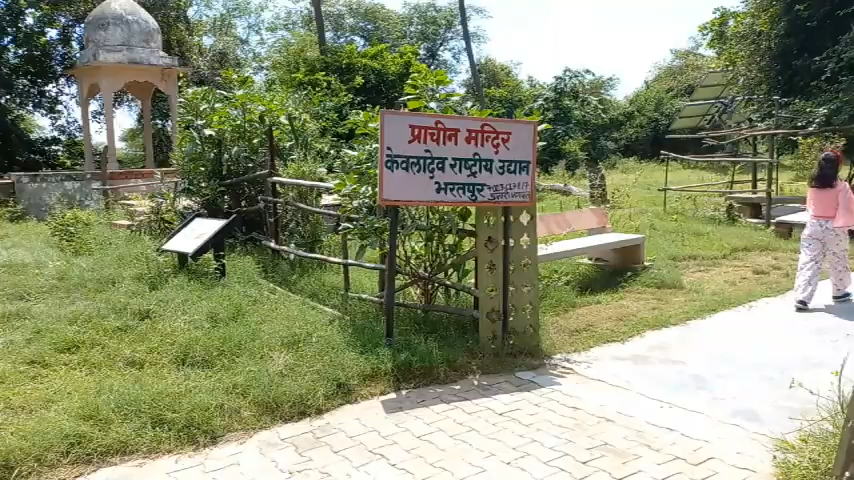 प्राचीन मन्दिर
केवलादेव राष्ट्रीय उद्यान
भरतपुर